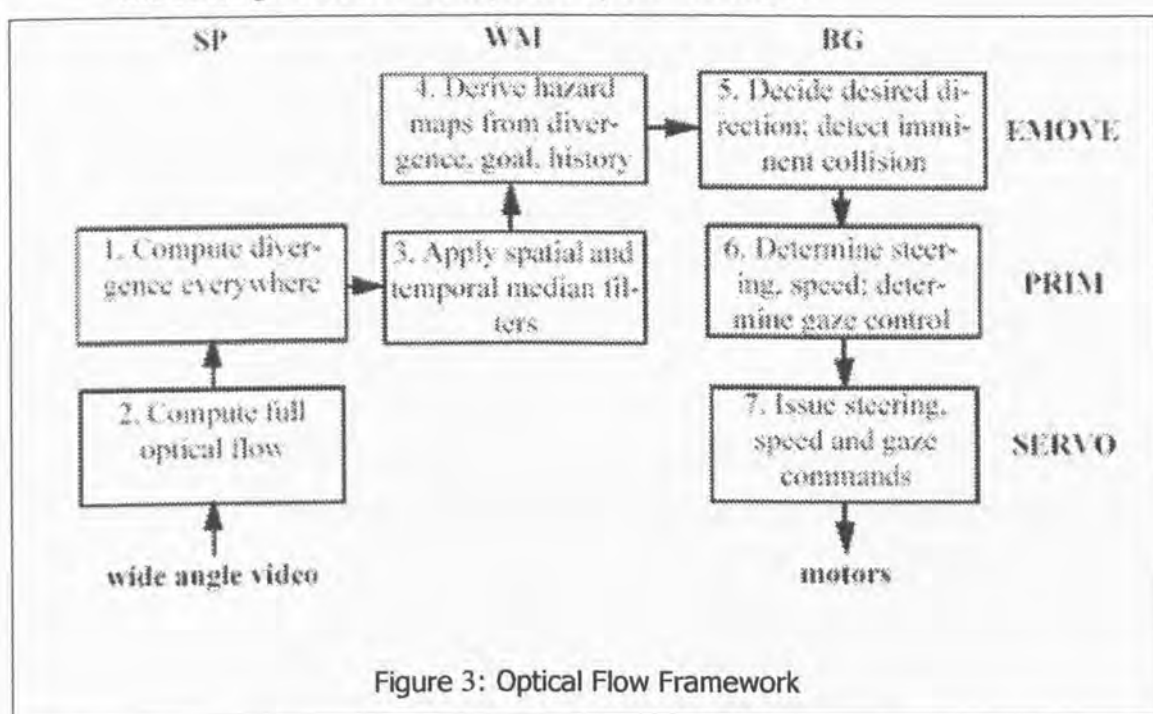 SP WM BG
4. Derive hazard
maps from diver-
gence, goal, history
5. Decide desired di-
rection; detect immi-
nent collision
EMOVE
1. Compute diver-
gence everywhere
3. Apply spatial and
temporal median fil-
ters
6. Determine steer-
ing, speed; deter-
mine gaze control
PRIM
2. Compute full
optical flow
7. Issue steering,
speed and gaze
commands
SERVO
wide angle video
motors
Figure 3: Optical Flow Framework